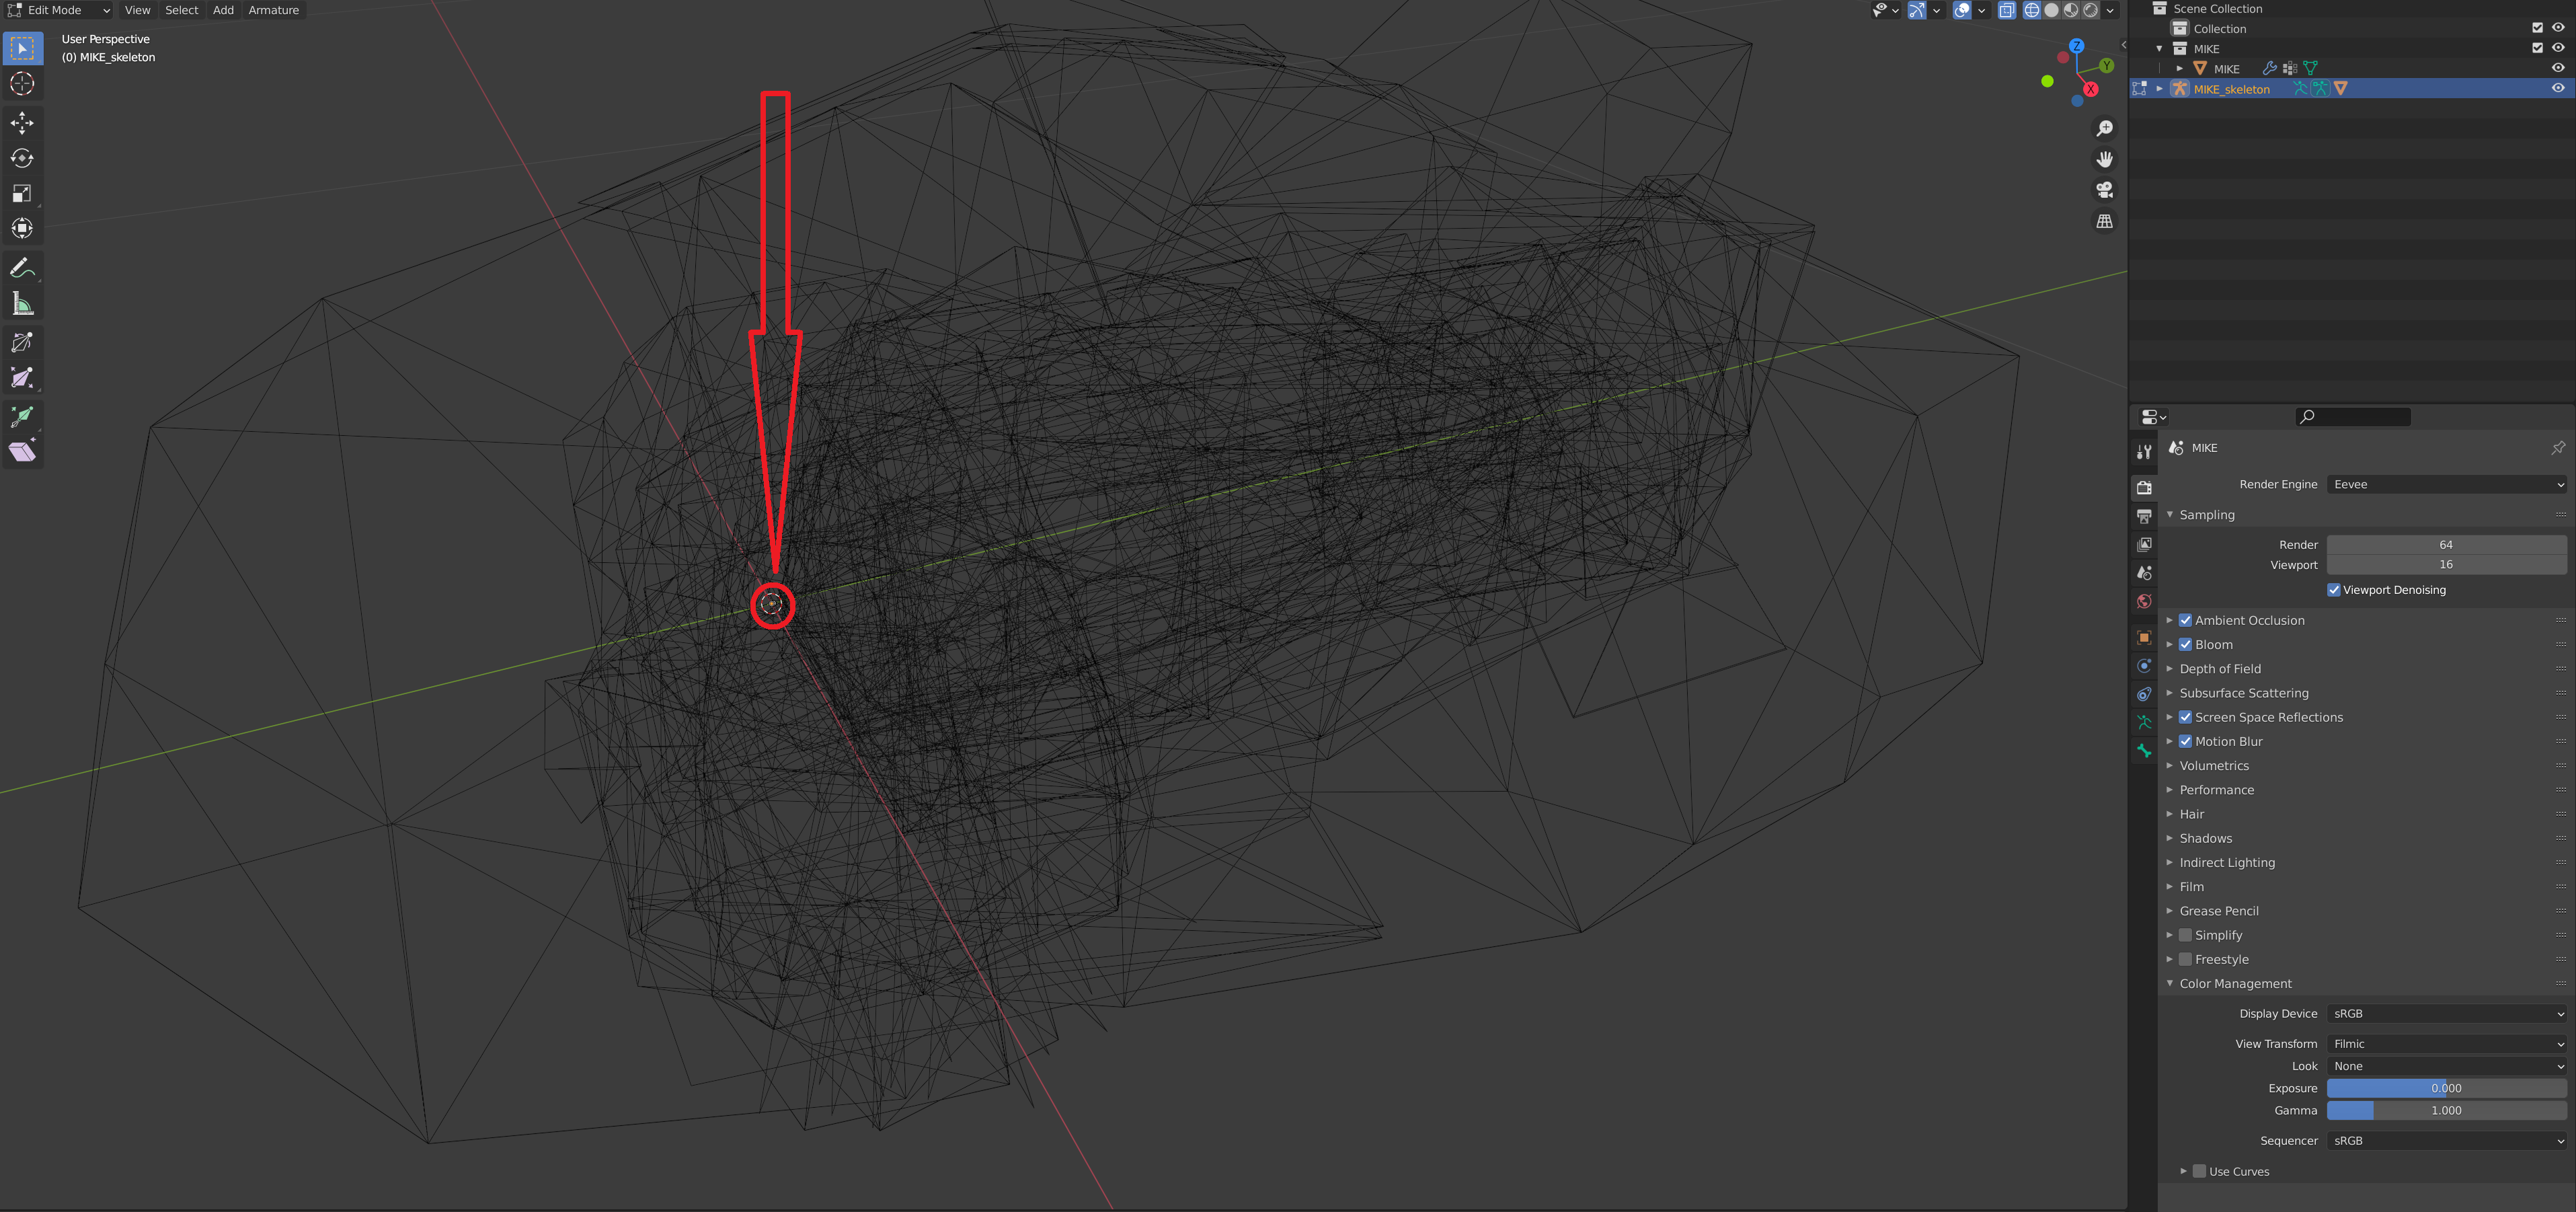 Edit Mode View Select Add Armature
User Perspective
(0) MIKE_skeleton
Z
Y
X
Scene Collection
Collection
MIKE
MIKE
MIKE_skeleton
MIKE
Render Engine Eevee
Sampling
Render 64
Viewport 16
Viewport Denoising
Ambient Occlusion
Bloom
Depth of Field
Subsurface Scattering
Screen Space Reflections
Motion Blur
Volumetrics
Performance
Hair
Shadows
Indirect Lighting
Film
Grease Pencil
Simplify
Freestyle
Color Management
Display Device sRGB
View Transform Filmic
Look None
Exposure 0.000
Gamma 1.000
Sequencer sRGB
Use Curves